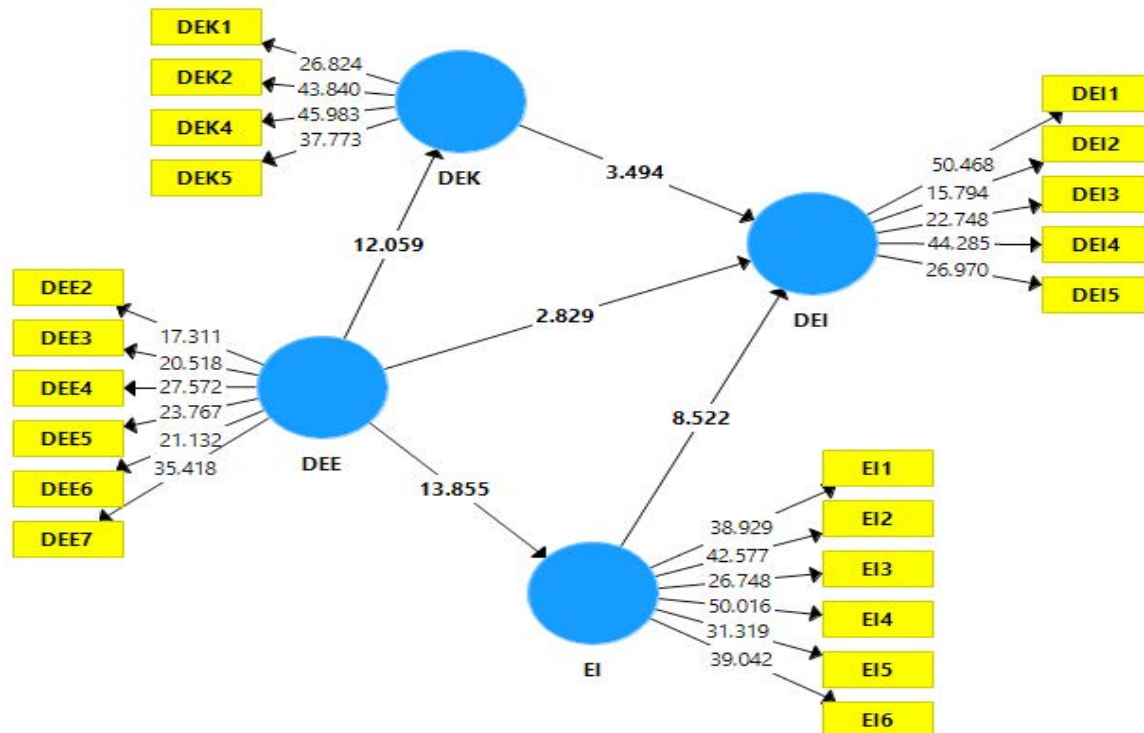 DEK1
DEK2
DEK4
DEK5
26.824
43.840
45.983
37.773
DEK
3.494
12.059
DEI1
DEI2
DEI3
DEI4
DEI5
50.468
15.794
22.748
44.285
26.970
DEI
2.829
DEE2
DEE3
DEE4
DEE5
DEE6
DEE7
17.311
20.518
27.572
23.767
21.132
35.418
DEE
13.855
8.522
EI1
EI2
EI3
EI4
EI5
EI6
38.929
42.577
26.748
50.016
31.319
39.042
EI